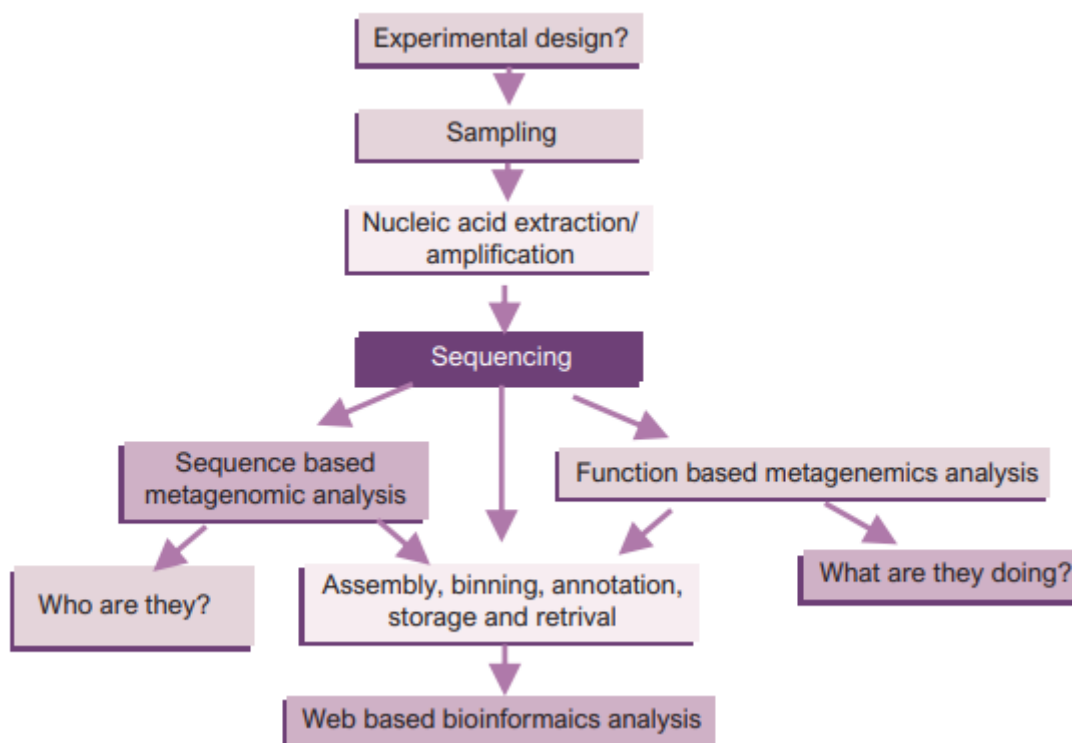 Experimental design?
Sampling
Nucleic acid extraction/
amplification
Sequencing
Sequence based
metagenomic analysis
Function based metagenemics analysis
Who are they?
Assembly, binning, annotation,
storage and retrival
What are they doing?
Web based bioinformaics analysis